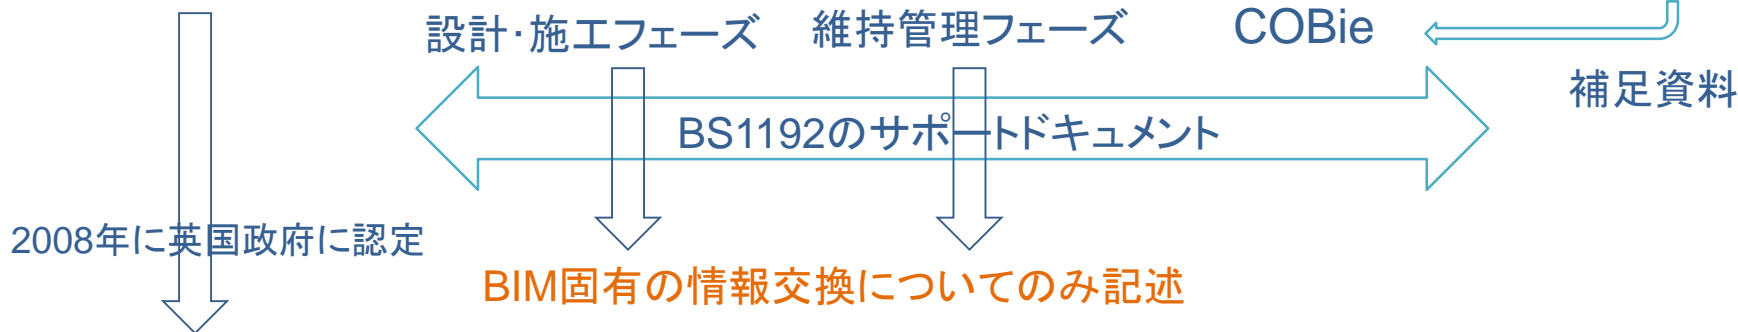 設計・施工フェーズ 維持管理フェーズ COBie
補足資料
BS1192のサポートドキュメント
2008年に英国政府に認定
BIM固有の情報交換についてのみ記述